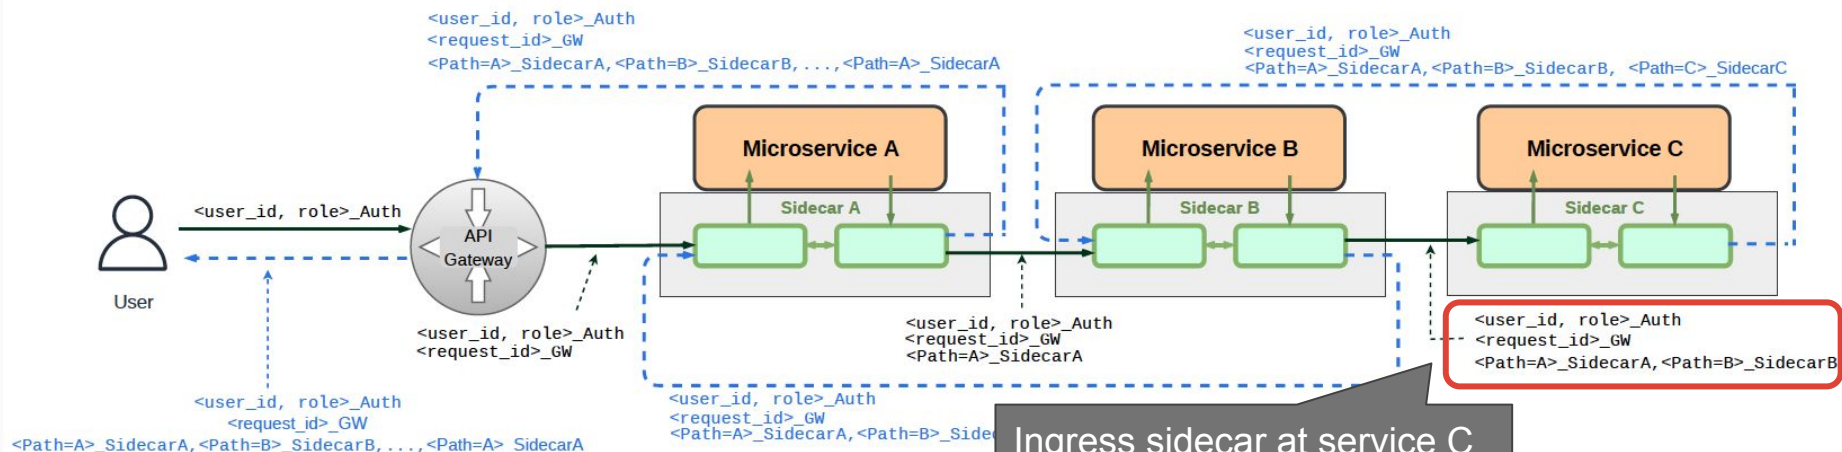 <user_id, role>_Auth
<request_id>_GW
<Path=A>_SidecarA,<Path=B>_SidecarB,...,<Path=A>_SidecarA
<user_id, role>_Auth
<request_id>_GW
<Path=A>_SidecarA,<Path=B>_SidecarB, <Path=C>_SidecarC
Microservice A
Microservice B
Microservice C
Sidecar A
Sidecar B
Sidecar C
<user_id, role>_Auth
API
Gateway
User
<user_id, role>_Auth
<request_id>_GW
<user_id, role>_Auth
<request_id>_GW
<Path=A>_SidecarA
<user_id, role>_Auth
<request_id>_GW
<Path=A>_SidecarA,<Path=B>_SidecarB
<user_id, role>_Auth
<request_id>_GW
<Path=A>_SidecarA,<Path=B>_SidecarB,...,<Path=A>_SidecarA
<user_id, role>_Auth
<request_id>_GW
<Path=A>_SidecarA,<Path=B>
Ingress sidecar at service C